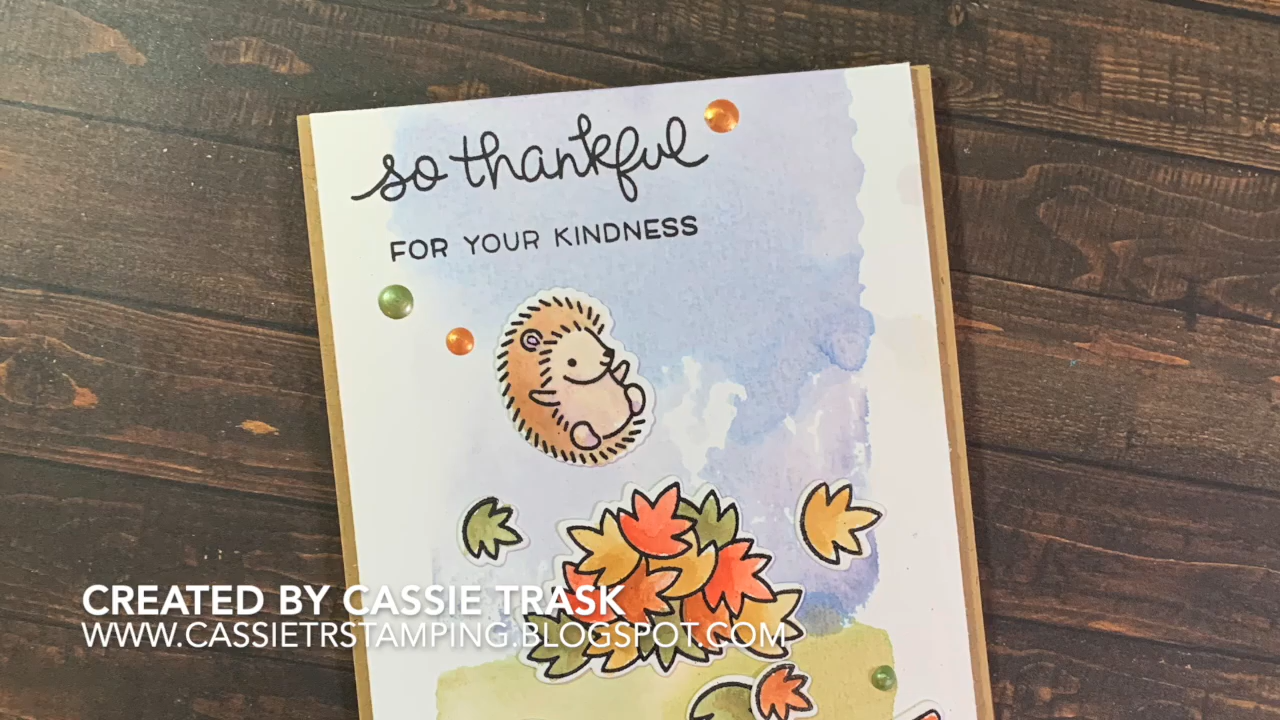 so thankful
FOR YOUR KINDNESS
CREATED BY CASSIE TRASK
WWW.CASSIETRSTAMPING.BLOGSPOT.COM